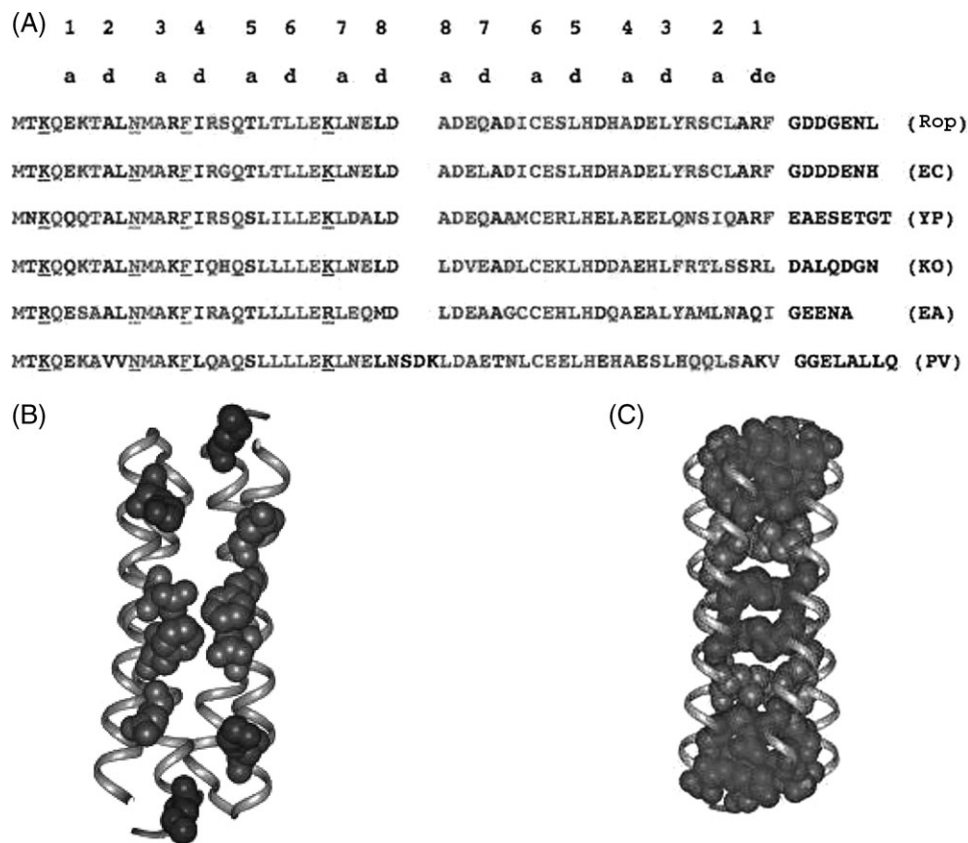 (A)
1 2 3 4 5 6 7 8 8 7 6 5 4 3 2 1
a d a d a d a d a d a d a d a de
MTKQEKTALNMARFIRSQTLTLLEKLNELD ADEQADICESLHDHADELYRSCLARF GDDGENL (Rop)
MTKQEKTALNMARFIRGQTLTLLEKLNELD ADELADICESLHDHADELYRSCLARF GDDDENH (EC)
MNKQQQTALNMARFIRSQSLILLEKLDALD ADEQAAMCERLHELAEELQNSIQARF EAESETGT (YP)
MTKQQKTALNMAKFIQHQSLLLLEKLNELD LDVEADLCEKLHDDAEHLFRTLSSRL DALQDGN (KO)
MTRQESAALNMAKFIRAQTLLLLERLEQMD LDEAAGCCEHLHDQAEALYAMLNAQI GEENA (EA)
MTKQEKAVVNMAKFLQAQSLLLLEKLNELNSDKLDAETNLCEELHEHAESLHQQLSAKV GGELALLQ (PV)
(B) (C)